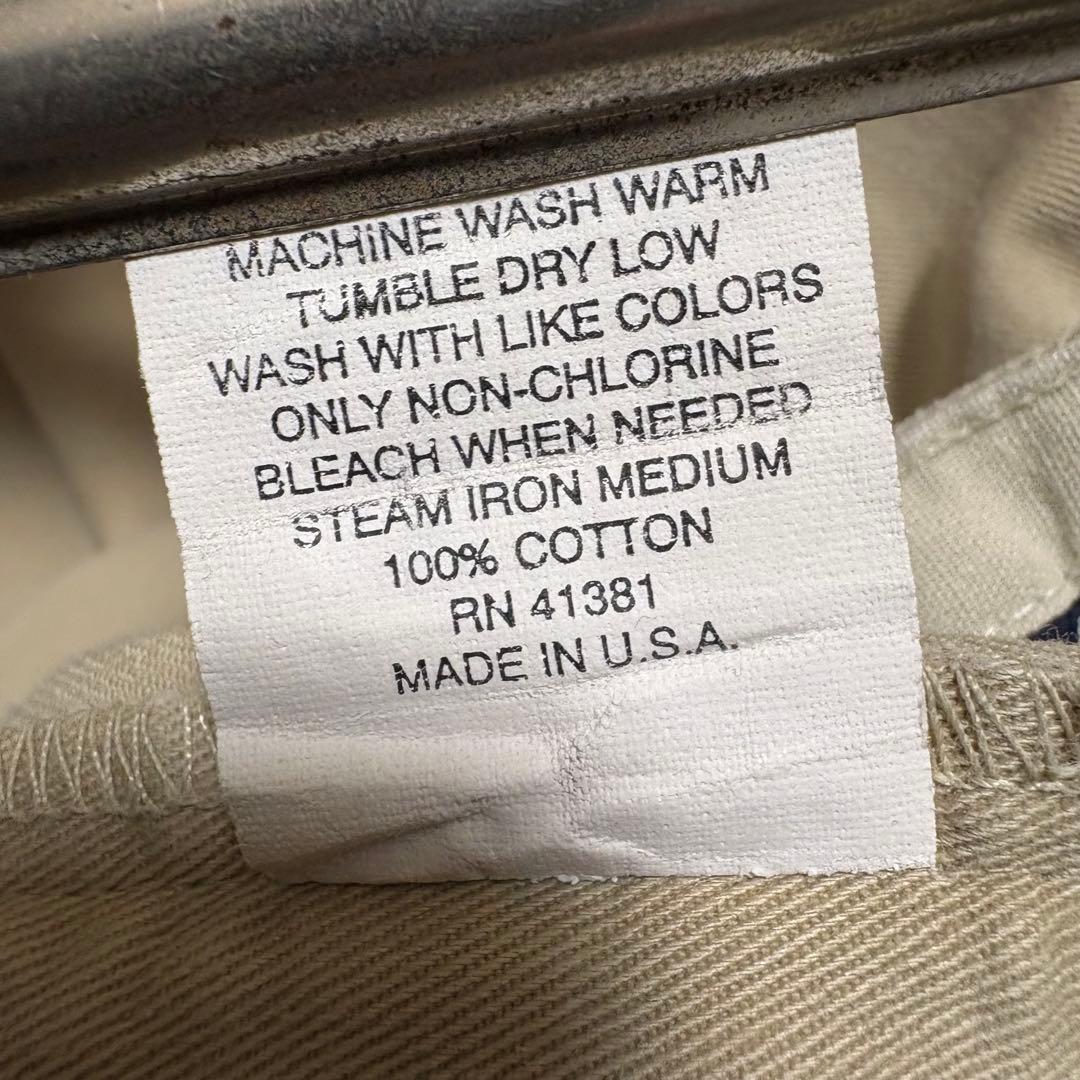 MACHINE WASH WARM
TUMBLE DRY LOW
WASH WITH LIKE COLORS
ONLY NON-CHLORINE
BLEACH WHEN NEEDED
STEAM IRON MEDIUM
100% COTTON
RN 41381
MADE IN U.S.A.